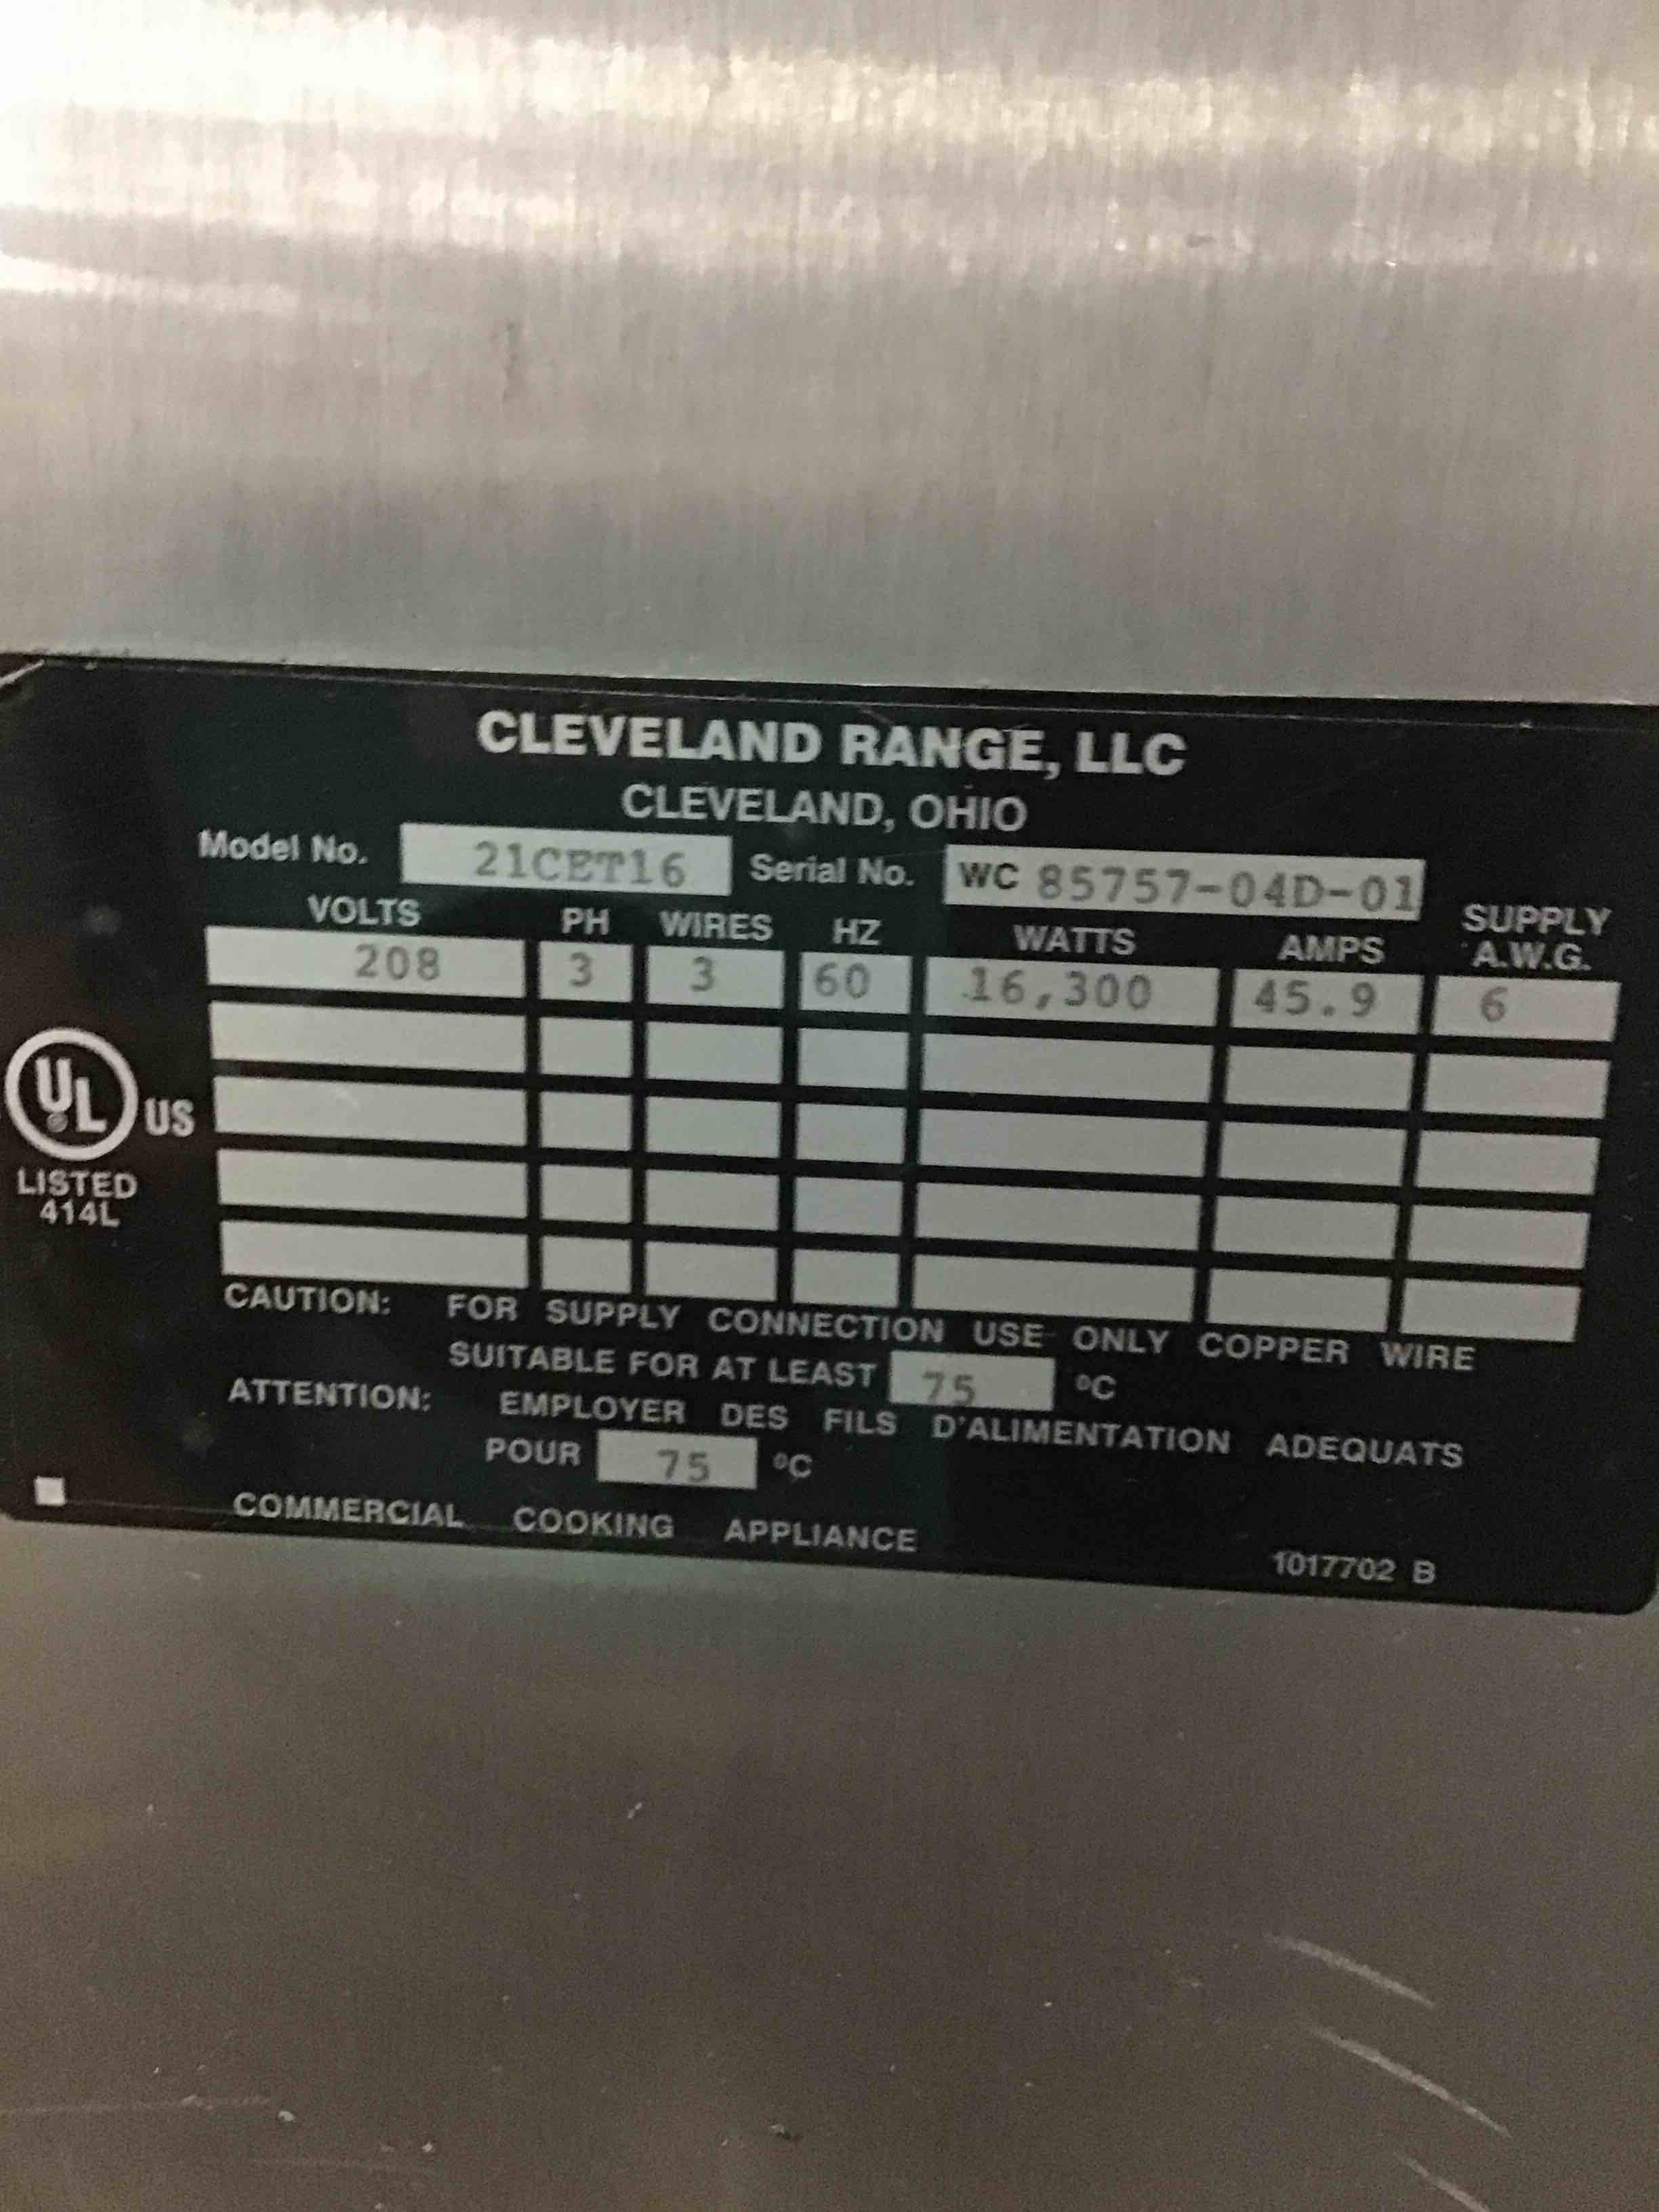 CLEVELAND RANGE, LLC
CLEVELAND, OHIO
Model No. 21CET16 Serial No. WC 85757-04D-01
VOLTS PH WIRES HZ WATTS AMPS SUPPLY A.W.G.
208 3 3 60 16,300 45.9 6
UL US
LISTED
414L
CAUTION: FOR SUPPLY CONNECTION USE ONLY COPPER WIRE
SUITABLE FOR AT LEAST 75 ºC
ATTENTION: EMPLOYER DES FILS D'ALIMENTATION ADEQUATS
POUR 75 ºC
COMMERCIAL COOKING APPLIANCE
1017702 B